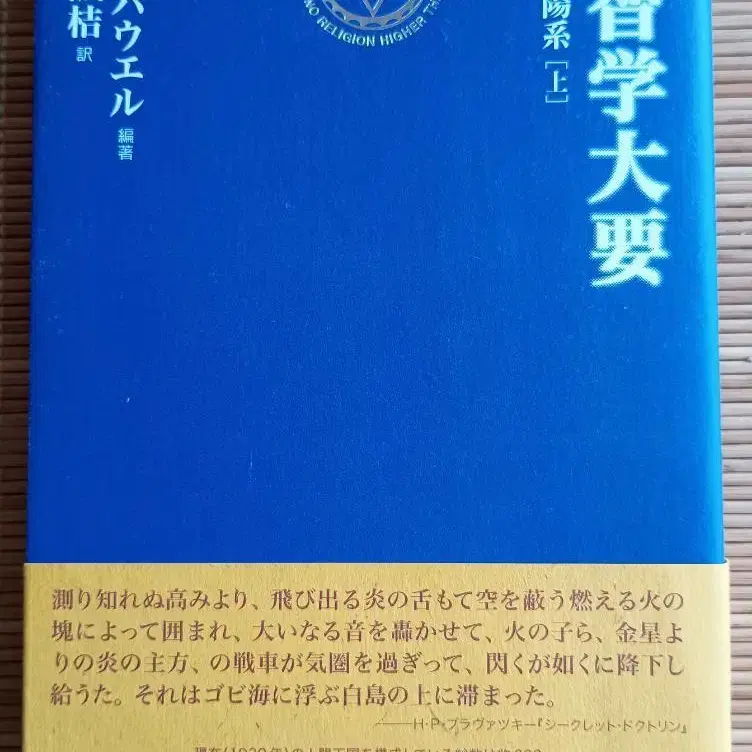 智学大要
陽系［上］
NO RELIGION HIGHER TH
パウエル 編著
桔 訳
測り知れぬ高みより、飛び出る炎の舌もて空を蔽う燃える火の
塊によって囲まれ、大いなる音を轟かせて、火の子ら、金星よ
りの炎の主方、の戦車が気圏を過ぎって、閃くが如くに降下し
給うた。それはゴビ海に浮ぶ白島の上に滞まった。
——H・P・ブラヴァツキー『シークレット・ドクトリン』